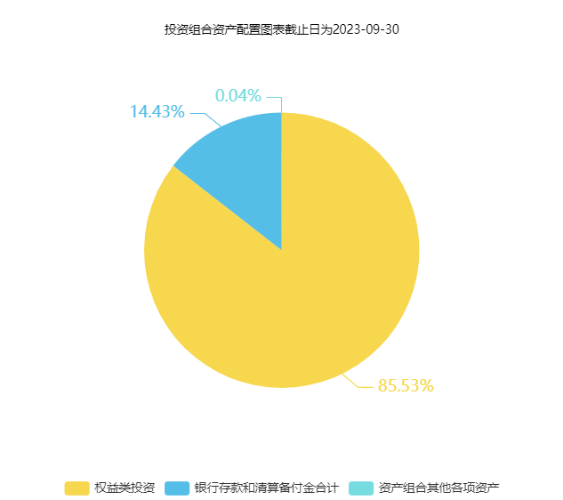 投资组合资产配置图表截止日为2023-09-30
0.04%
14.43%
85.53%
权益类投资 银行存款和清算备付金合计 资产组合其他各项资产